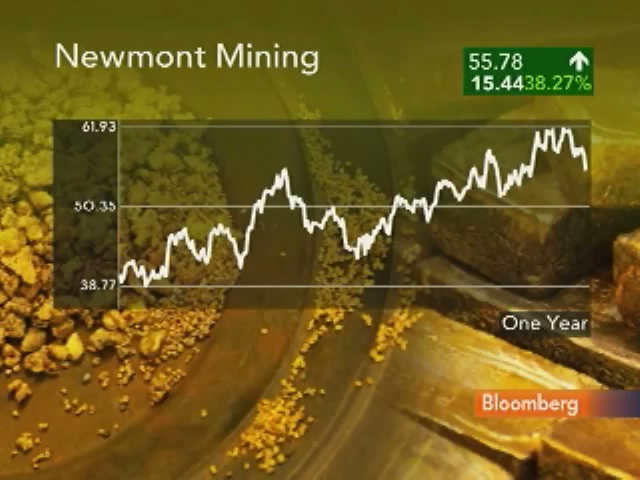 Newmont Mining
55.78
15.44 38.27%
61.93
50.35
38.77
One Year
Bloomberg